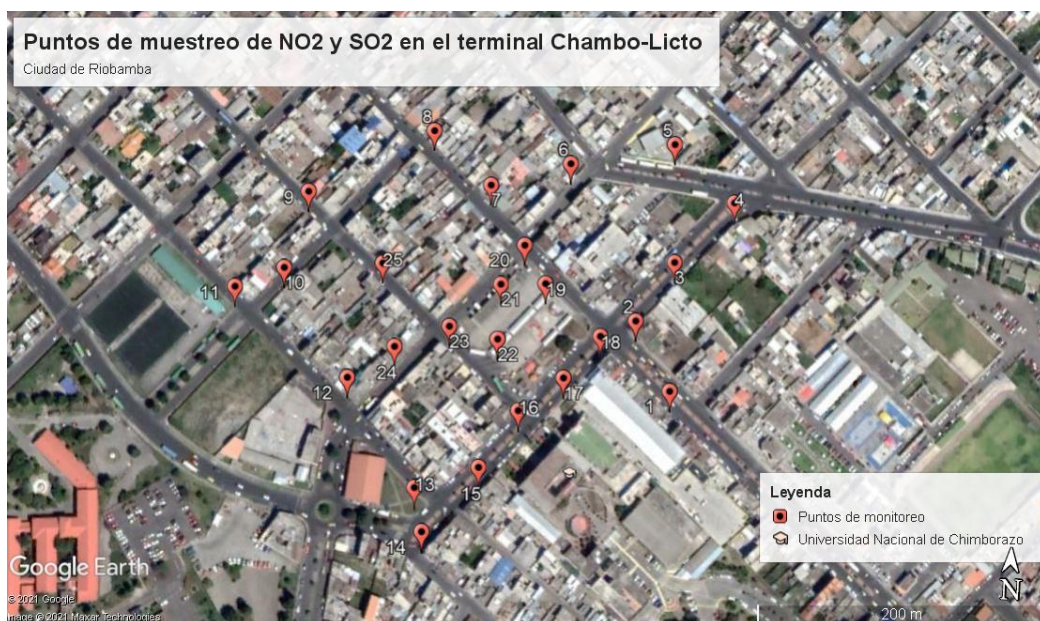 Puntos de muestreo de NO2 y SO2 en el terminal Chambo-Licto
Ciudad de Riobamba
8
5
6
9
7
4
20
25
3
10
11
21
19
2
23
18
22
24
12
1
17
16
13
15
14
Leyenda
Puntos de monitoreo
Universidad Nacional de Chimborazo
N
Google Earth
© 2021 Google
Image © 2021 Maxar Technologies
200 m